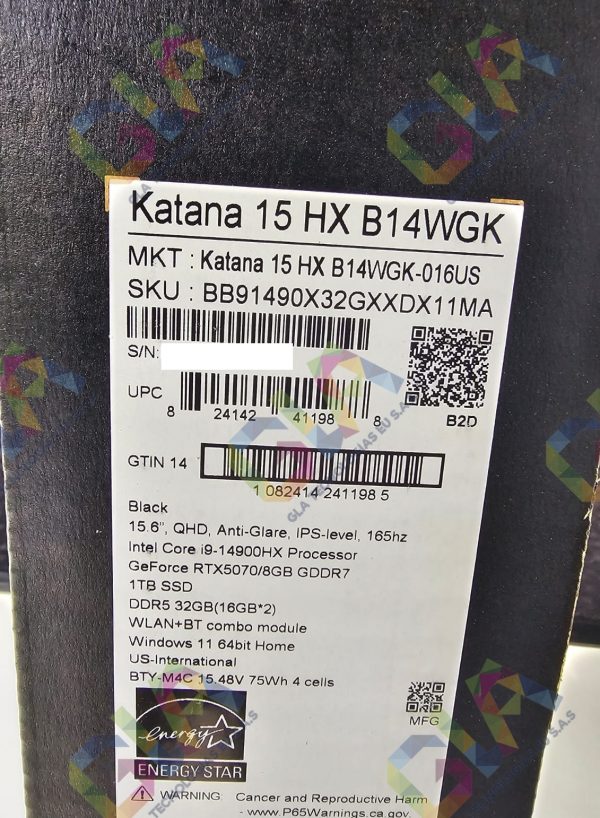 Katana 15 HX B14WGK
MKT : Katana 15 HX B14WGK-016US
SKU : BB91490X32GXXDX11MA
S/N:
UPC
8 24142 41198 8
B2D
GTIN 14
1 082414 241198 5
Black
15.6", QHD, Anti-Glare, IPS-level, 165hz
Intel Core i9-14900HX Processor
GeForce RTX5070/8GB GDDR7
1TB SSD
DDR5 32GB(16GB*2)
WLAN+BT combo module
Windows 11 64bit Home
US-International
BTY-M4C 15.48V 75Wh 4 cells
MFG
energy
ENERGY STAR
WARNING: Cancer and Reproductive Harm
- www.P65Warnings.ca.gov
GLA TECNOLOGIAS EU S.A.S